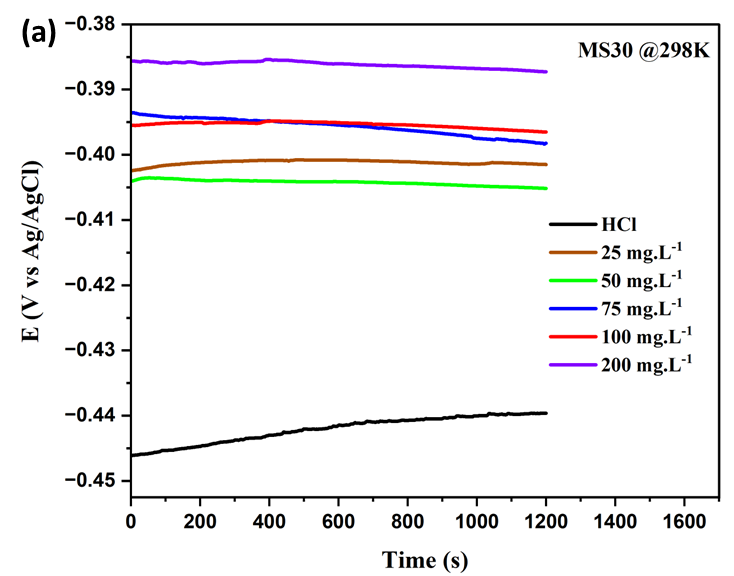 (a)
MS30 @298K
E (V vs Ag/AgCl)
−0.38
−0.39
−0.40
−0.41
−0.42
−0.43
−0.44
−0.45
HCl
25 mg.L⁻¹
50 mg.L⁻¹
75 mg.L⁻¹
100 mg.L⁻¹
200 mg.L⁻¹
0 200 400 600 800 1000 1200 1400 1600
Time (s)